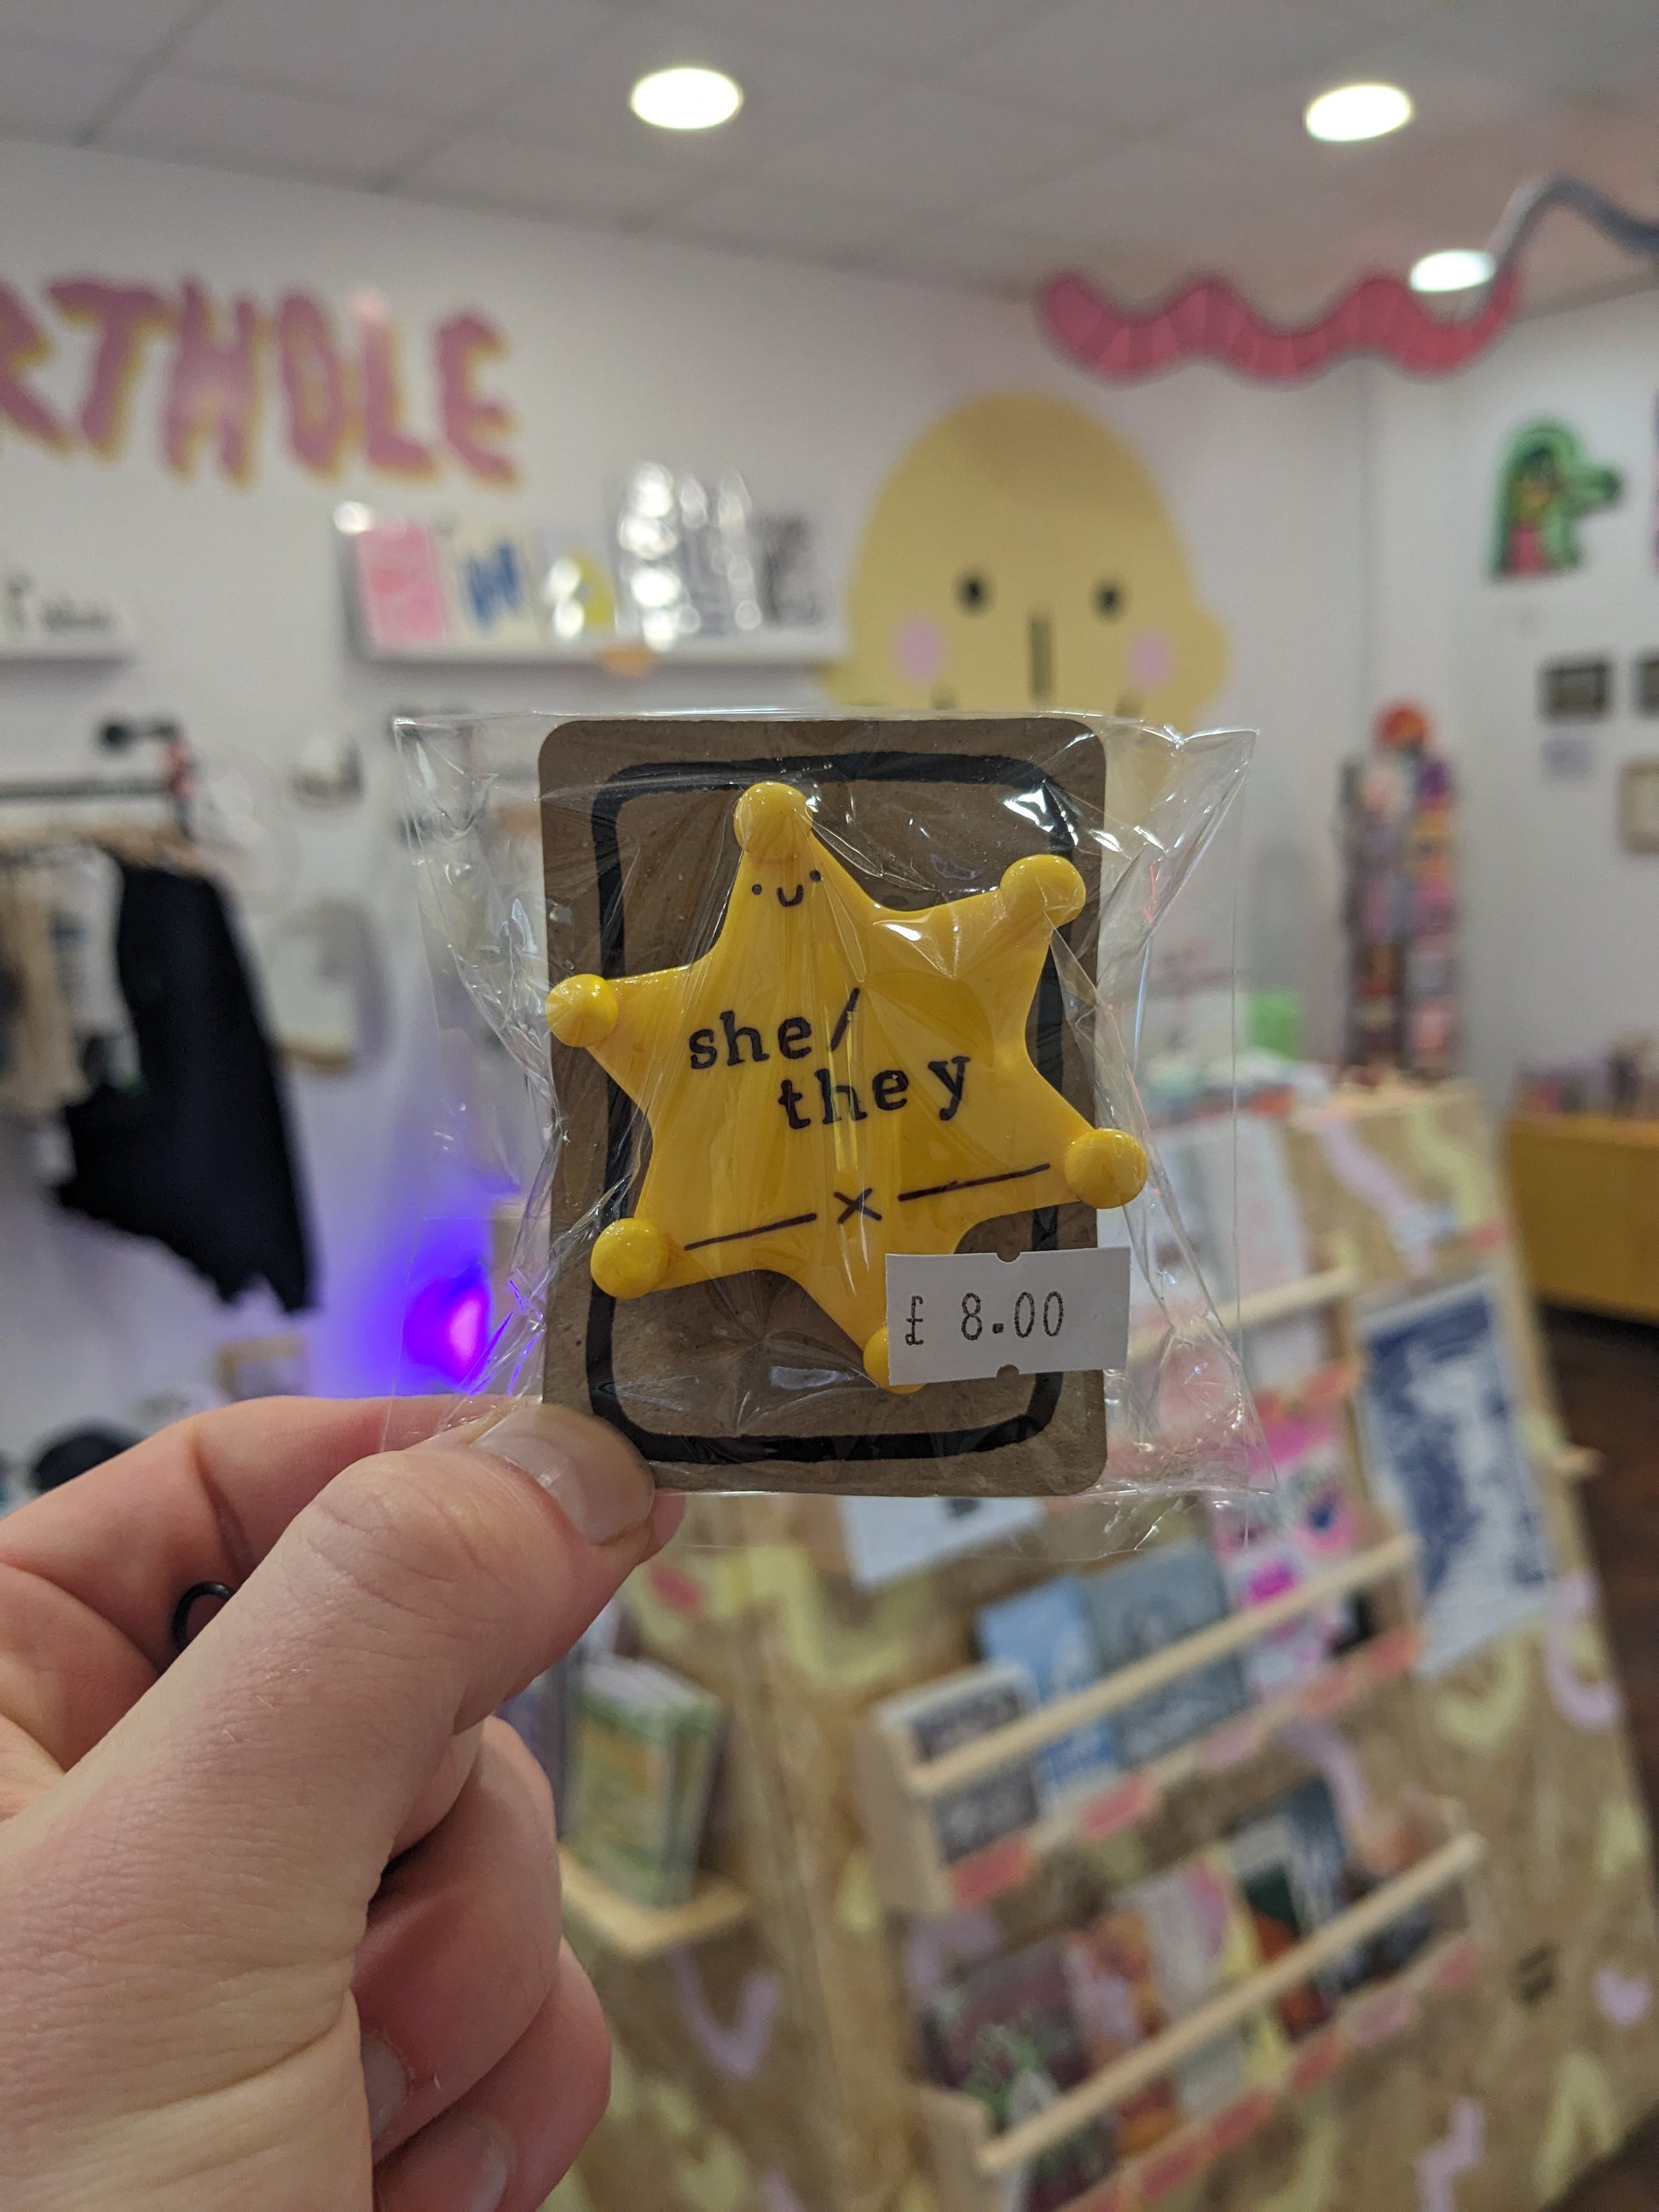 RTHOLE
she/
they
x
£ 8.00